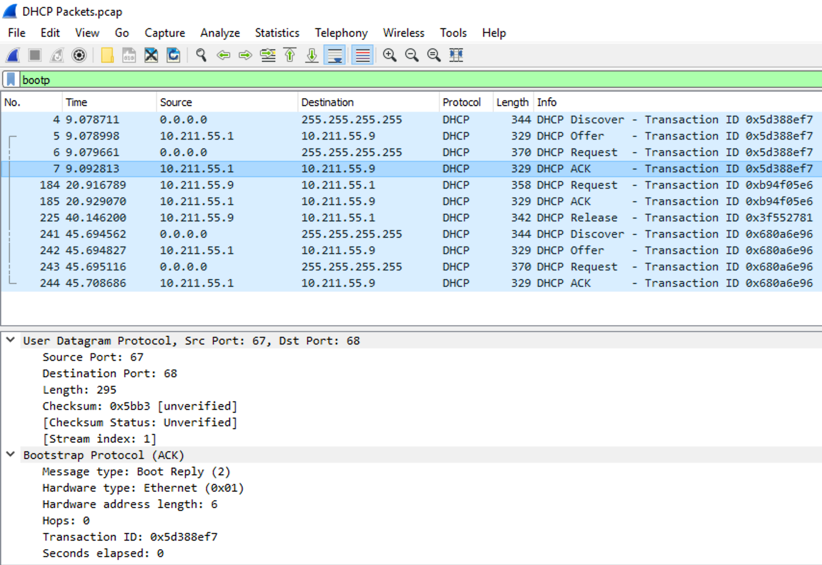 DHCP Packets.pcap
File Edit View Go Capture Analyze Statistics Telephony Wireless Tools Help
bootp
No. Time Source Destination Protocol Length Info
4 9.078711 0.0.0.0 255.255.255.255 DHCP 344 DHCP Discover - Transaction ID 0x5d388ef7
5 9.078998 10.211.55.1 10.211.55.9 DHCP 329 DHCP Offer - Transaction ID 0x5d388ef7
6 9.079661 0.0.0.0 255.255.255.255 DHCP 370 DHCP Request - Transaction ID 0x5d388ef7
7 9.092813 10.211.55.1 10.211.55.9 DHCP 329 DHCP ACK - Transaction ID 0x5d388ef7
184 20.916789 10.211.55.9 10.211.55.1 DHCP 358 DHCP Request - Transaction ID 0xb94f05e6
185 20.929070 10.211.55.1 10.211.55.9 DHCP 329 DHCP ACK - Transaction ID 0xb94f05e6
225 40.146200 10.211.55.9 10.211.55.1 DHCP 342 DHCP Release - Transaction ID 0x3f552781
241 45.694562 0.0.0.0 255.255.255.255 DHCP 344 DHCP Discover - Transaction ID 0x680a6e96
242 45.694827 10.211.55.1 10.211.55.9 DHCP 329 DHCP Offer - Transaction ID 0x680a6e96
243 45.695116 0.0.0.0 255.255.255.255 DHCP 370 DHCP Request - Transaction ID 0x680a6e96
244 45.708686 10.211.55.1 10.211.55.9 DHCP 329 DHCP ACK - Transaction ID 0x680a6e96
User Datagram Protocol, Src Port: 67, Dst Port: 68
Source Port: 67
Destination Port: 68
Length: 295
Checksum: 0x5bb3 [unverified]
[Checksum Status: Unverified]
[Stream index: 1]
Bootstrap Protocol (ACK)
Message type: Boot Reply (2)
Hardware type: Ethernet (0x01)
Hardware address length: 6
Hops: 0
Transaction ID: 0x5d388ef7
Seconds elapsed: 0